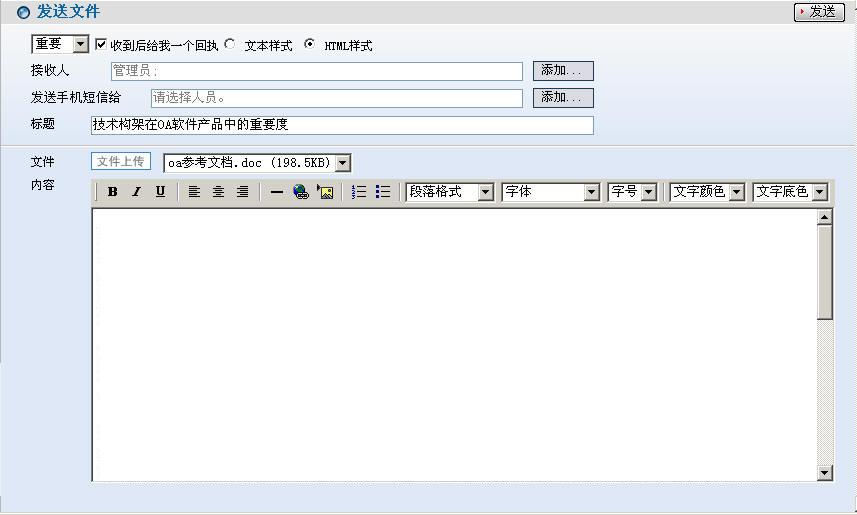 发送文件 发送
重要 收到后给我一个回执 文本样式 HTML样式
接收人 管理员; 添加...
发送手机短信给 请选择人员。 添加...
标题 技术构架在OA软件产品中的重要度
文件 文件上传 oa参考文档.doc (198.5KB)
内容 B I U 段落格式 字体 字号 文字颜色 文字底色